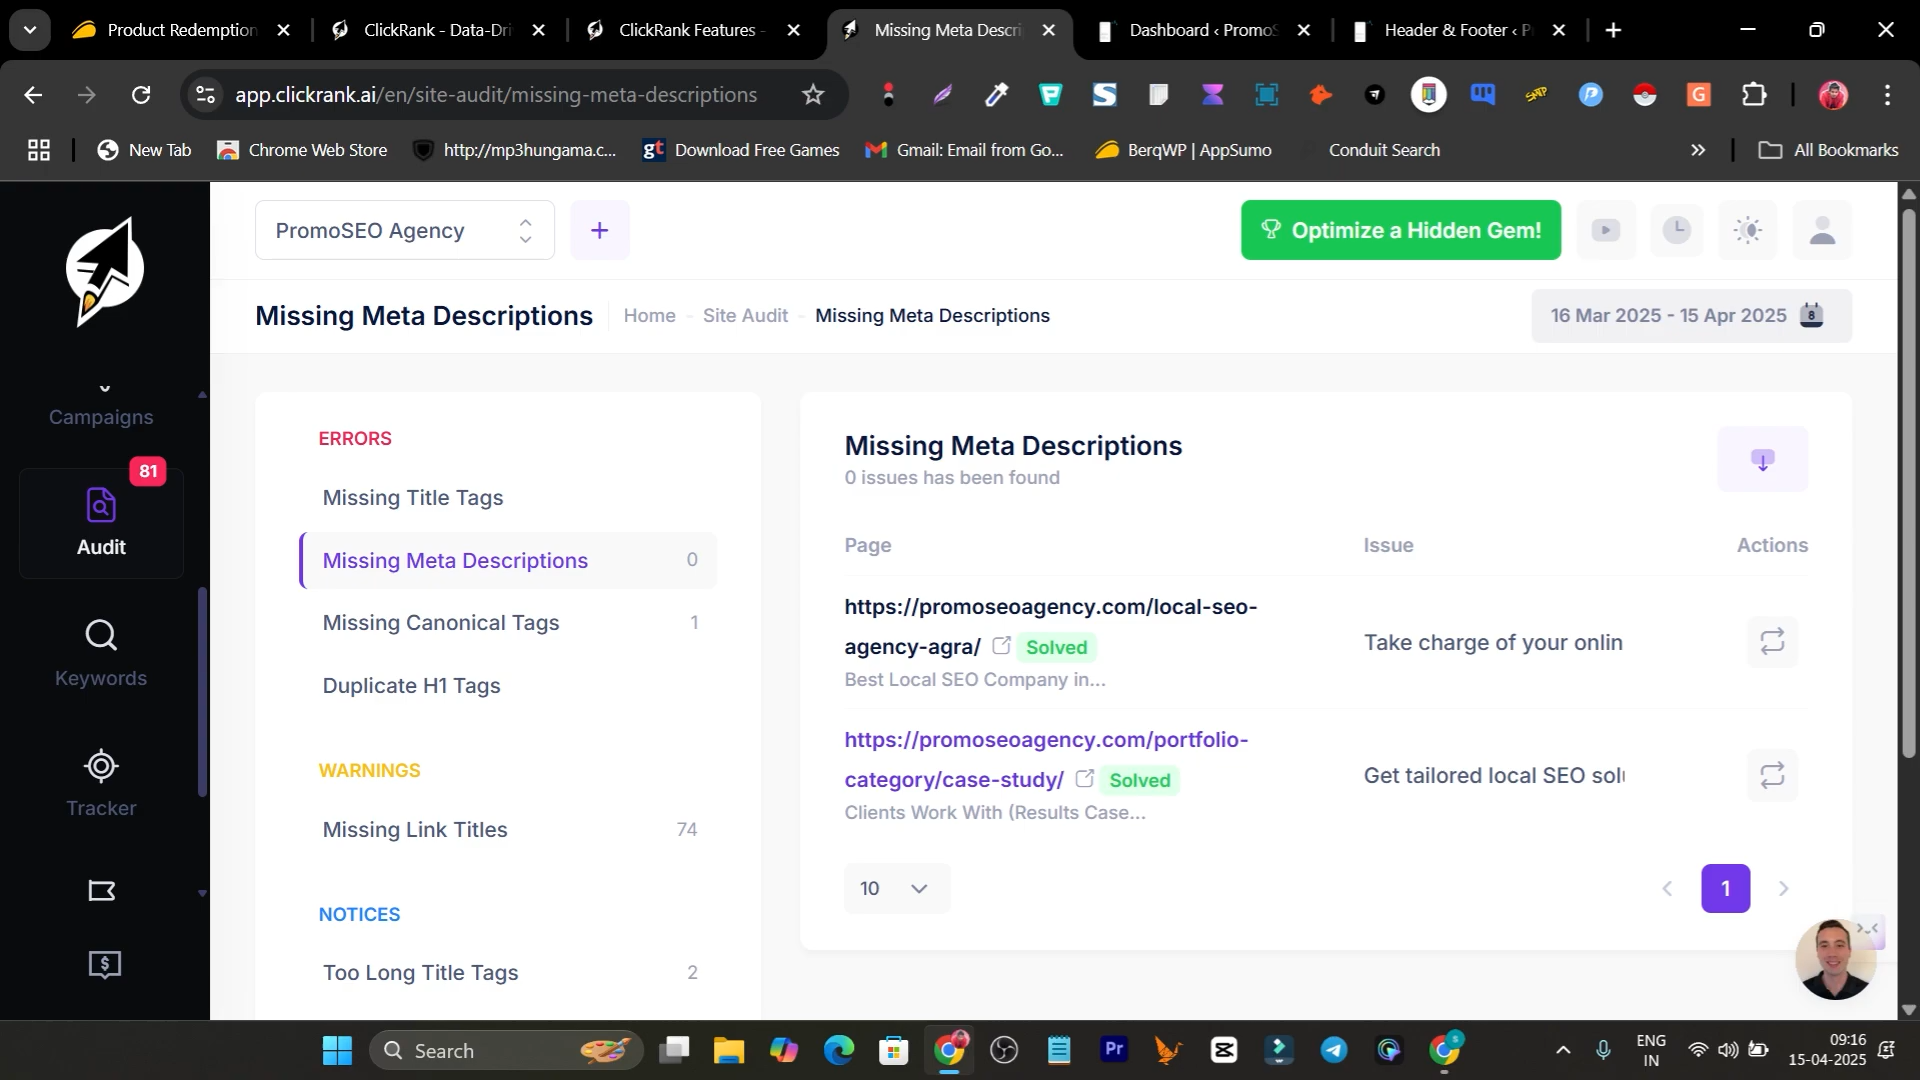 Product Redemption
ClickRank - Data-Dri
ClickRank Features -
Missing Meta Descri
Dashboard ‹ PromoS
Header & Footer ‹ P
app.clickrank.ai/en/site-audit/missing-meta-descriptions
New Tab
Chrome Web Store
http://mp3hungama.c...
Download Free Games
Gmail: Email from Go...
BerqWP | AppSumo
Conduit Search
All Bookmarks
PromoSEO Agency
Optimize a Hidden Gem!
Missing Meta Descriptions
Home - Site Audit - Missing Meta Descriptions
16 Mar 2025 - 15 Apr 2025
Campaigns
81
Audit
Keywords
Tracker
ERRORS
Missing Title Tags
Missing Meta Descriptions 0
Missing Canonical Tags 1
Duplicate H1 Tags
WARNINGS
Missing Link Titles 74
NOTICES
Too Long Title Tags 2
Missing Meta Descriptions
0 issues has been found
Page Issue Actions
https://promoseoagency.com/local-seo-
agency-agra/ Solved
Best Local SEO Company in...
Take charge of your onlin
https://promoseoagency.com/portfolio-
category/case-study/ Solved
Clients Work With (Results Case...
Get tailored local SEO solu
10
1
Search
ENG
IN
09:16
15-04-2025